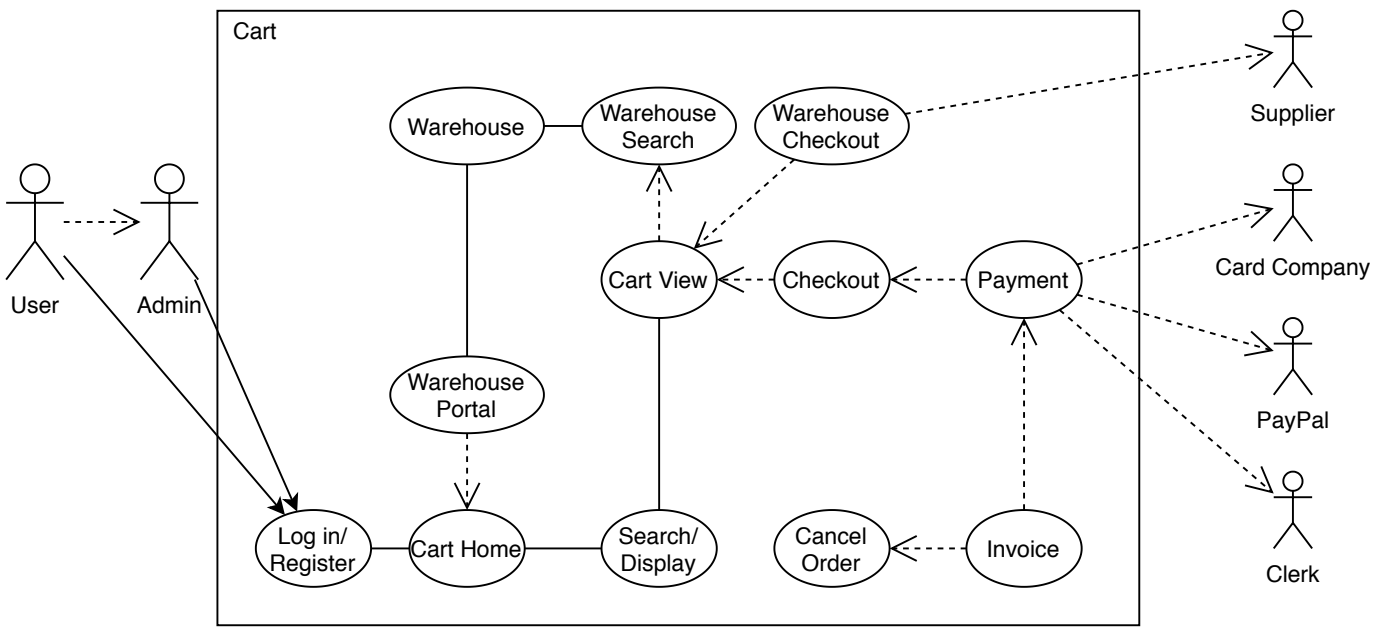 Cart
Supplier
Warehouse
Warehouse
Search
Warehouse
Checkout
User
Admin
Cart View
Checkout
Payment
Card Company
Warehouse
Portal
PayPal
Log in/
Register
Cart Home
Search/
Display
Cancel
Order
Invoice
Clerk